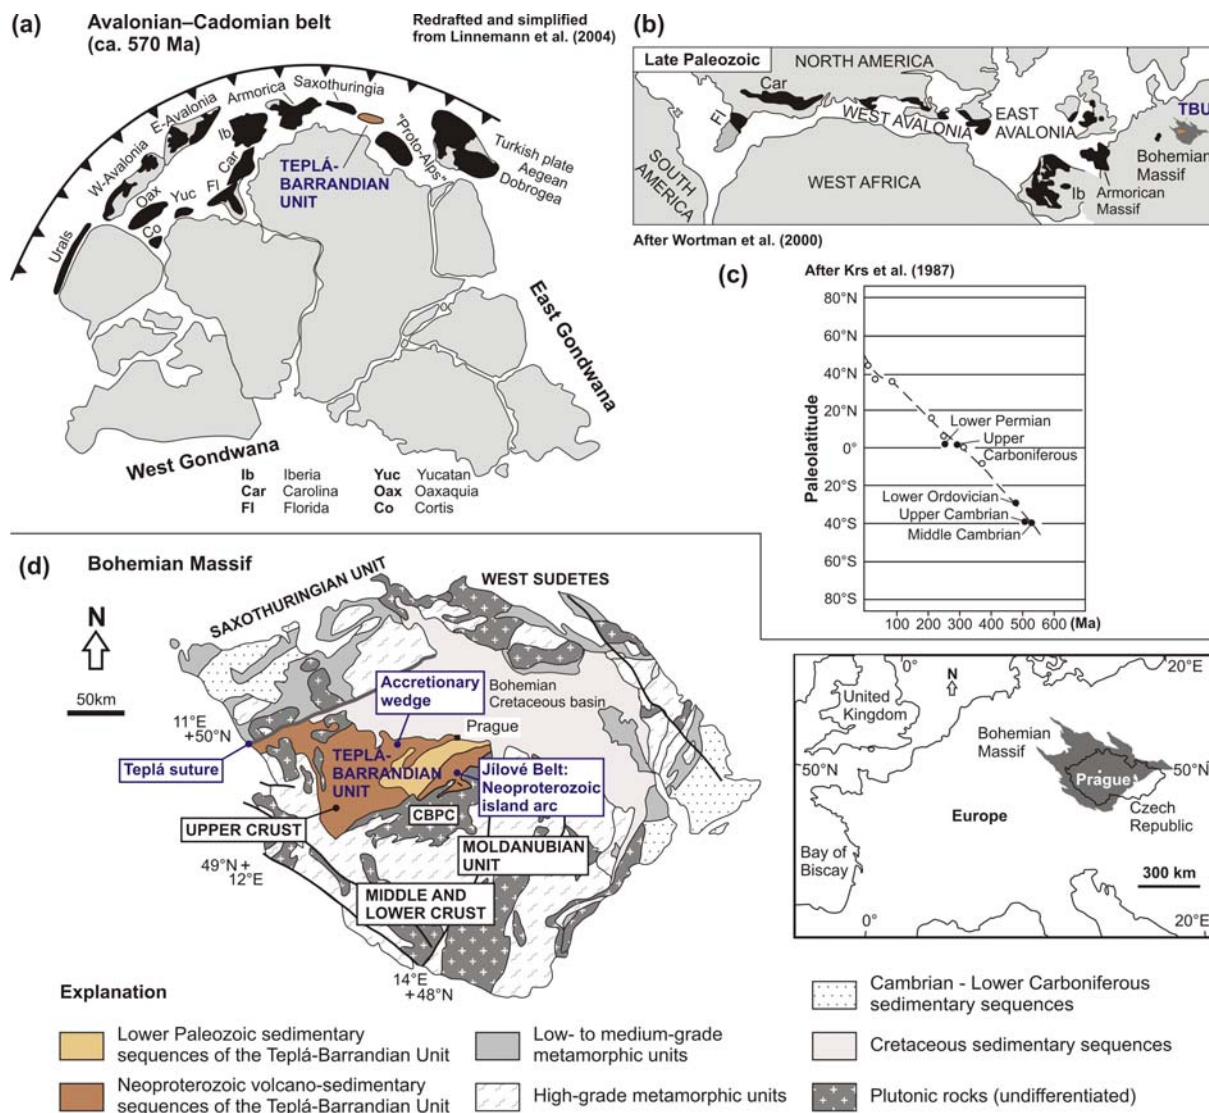 (a)
Avalonian–Cadomian belt
(ca. 570 Ma)
Redrafted and simplified
from Linnemann et al. (2004)
Urals
W-Avalonia
E-Avalonia
Oax
Co
Yuc
Fl
Car
Ib
Armorica
Saxothuringia
TEPLÁ-
BARRANDIAN
UNIT
"Proto-Alps"
Turkish plate
Aegean
Dobrogea
West Gondwana
East Gondwana
Ib Iberia
Car Carolina
Fl Florida
Yuc Yucatan
Oax Oaxaquia
Co Cortis
(b)
Late Paleozoic
NORTH AMERICA
Car
Fl
WEST AVALONIA
EAST
AVALONIA
TBU
Bohemian
Massif
SOUTH
AMERICA
WEST AFRICA
Ib
Armorican
Massif
After Wortman et al. (2000)
(c)
After Krs et al. (1987)
80°N
60°N
40°N
20°N
0°
20°S
40°S
60°S
80°S
Paleolatitude
Lower Permian
Upper
Carboniferous
Lower Ordovician
Upper Cambrian
Middle Cambrian
100 200 300 400 500 600 (Ma)
(d)
Bohemian Massif
N
50km
SAXOTHURINGIAN UNIT
WEST SUDETES
11°E
+50°N
Teplá suture
Accretionary
wedge
Bohemian
Cretaceous basin
Prague
TEPLÁ-
BARRANDIAN
UNIT
Jílové Belt:
Neoproterozoic
island arc
UPPER CRUST
CBPC
MOLDANUBIAN
UNIT
49°N +
12°E
MIDDLE AND
LOWER CRUST
14°E
+48°N
0°
20°E
N
United
Kingdom
Bohemian
Massif
50°N
Prague
50°N
Czech
Republic
Europe
Bay of
Biscay
300 km
0°
20°E
Explanation
Lower Paleozoic sedimentary
sequences of the Teplá-Barrandian Unit
Neoproterozoic volcano-sedimentary
sequences of the Teplá-Barrandian Unit
Low- to medium-grade
metamorphic units
High-grade metamorphic units
Cambrian - Lower Carboniferous
sedimentary sequences
Cretaceous sedimentary sequences
Plutonic rocks (undifferentiated)